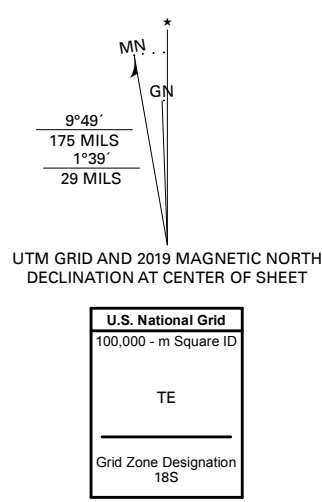 ★
MN
GN
9°49´
175 MILS
1°39´
29 MILS
UTM GRID AND 2019 MAGNETIC NORTH
DECLINATION AT CENTER OF SHEET
U.S. National Grid
100,000 - m Square ID
TE
Grid Zone Designation
18S